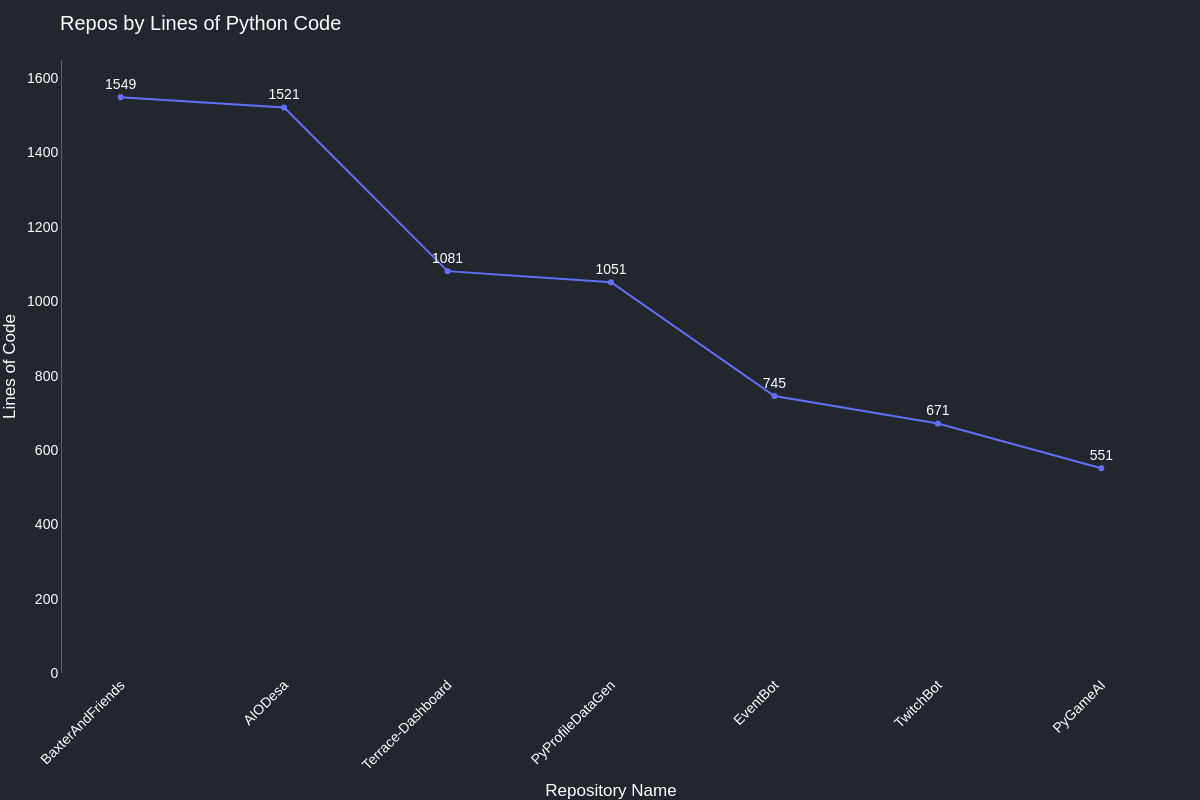 Repos by Lines of Python Code
1600
1400
1200
1000
800
600
400
200
0
Lines of Code
1549
1521
1081
1051
745
671
551
BaxterAndFriends
AIODesa
Terrace-Dashboard
PyProfileDataGen
EventBot
TwitchBot
PyGameAI
Repository Name